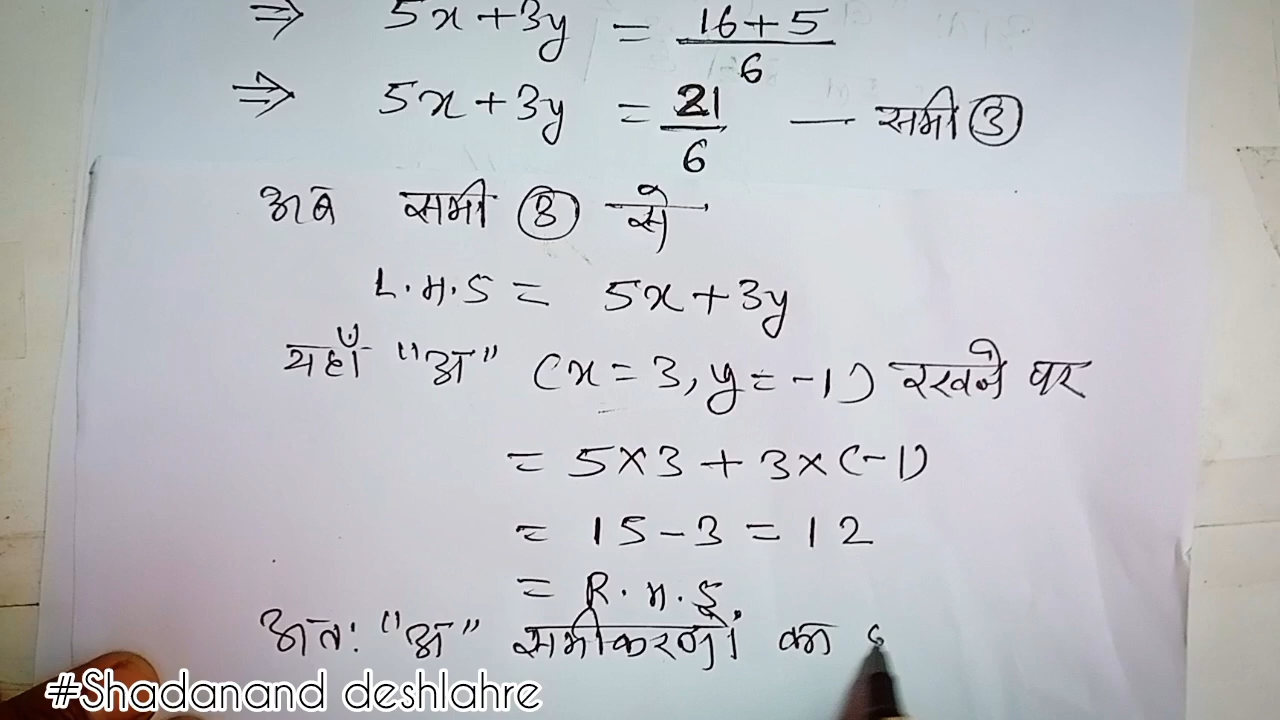 ⇒ 5x+3y = 16+5/6
⇒ 5x+3y = 21/6 — समी ③
अब समी ③ से
L.H.S = 5x+3y
यहाँ "अ" (x=3, y=-1) रखने पर
= 5×3 + 3×(-1)
= 15-3 = 12
= R.H.S.
अतः "अ" समीकरणों का
#Shadanand deshlahre